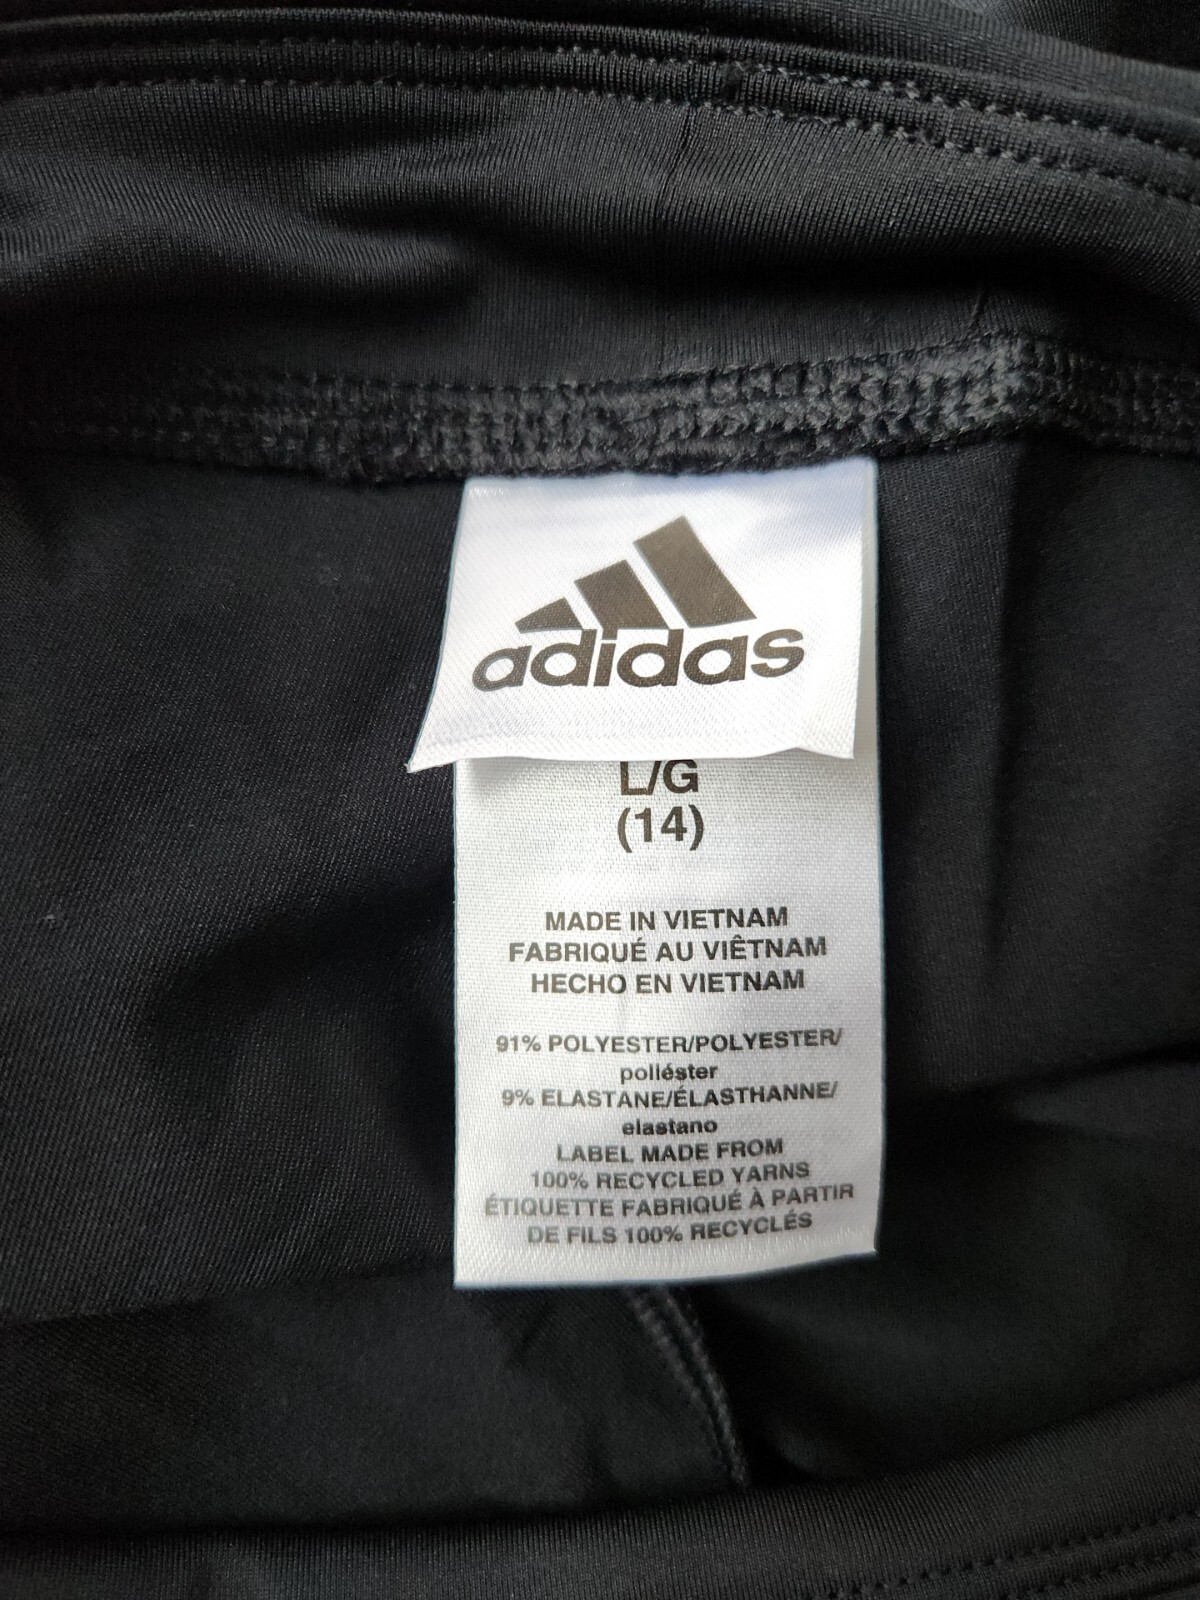 adidas
L/G
(14)
MADE IN VIETNAM
FABRIQUÉ AU VIÊTNAM
HECHO EN VIETNAM
91% POLYESTER/POLYESTER/
poliéster
9% ELASTANE/ÉLASTHANNE/
elastano
LABEL MADE FROM
100% RECYCLED YARNS
ÉTIQUETTE FABRIQUÉ À PARTIR
DE FILS 100% RECYCLÉS